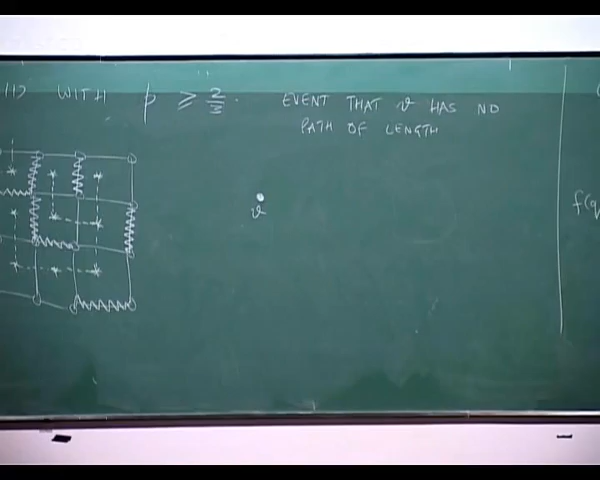 WITH p ⩾ 2/3.
EVENT THAT v HAS NO
PATH OF LENGTH
v
f(q